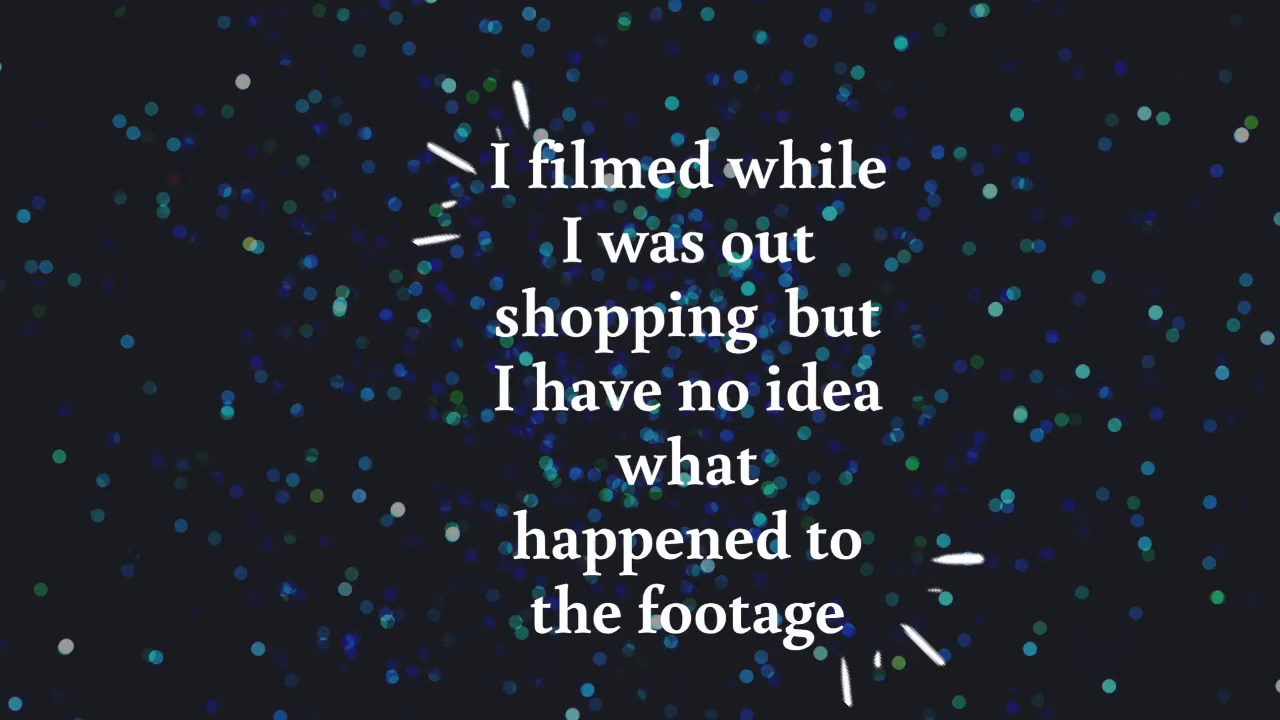 I filmed while
I was out
shopping  but
I have no idea
what
happened to
the footage